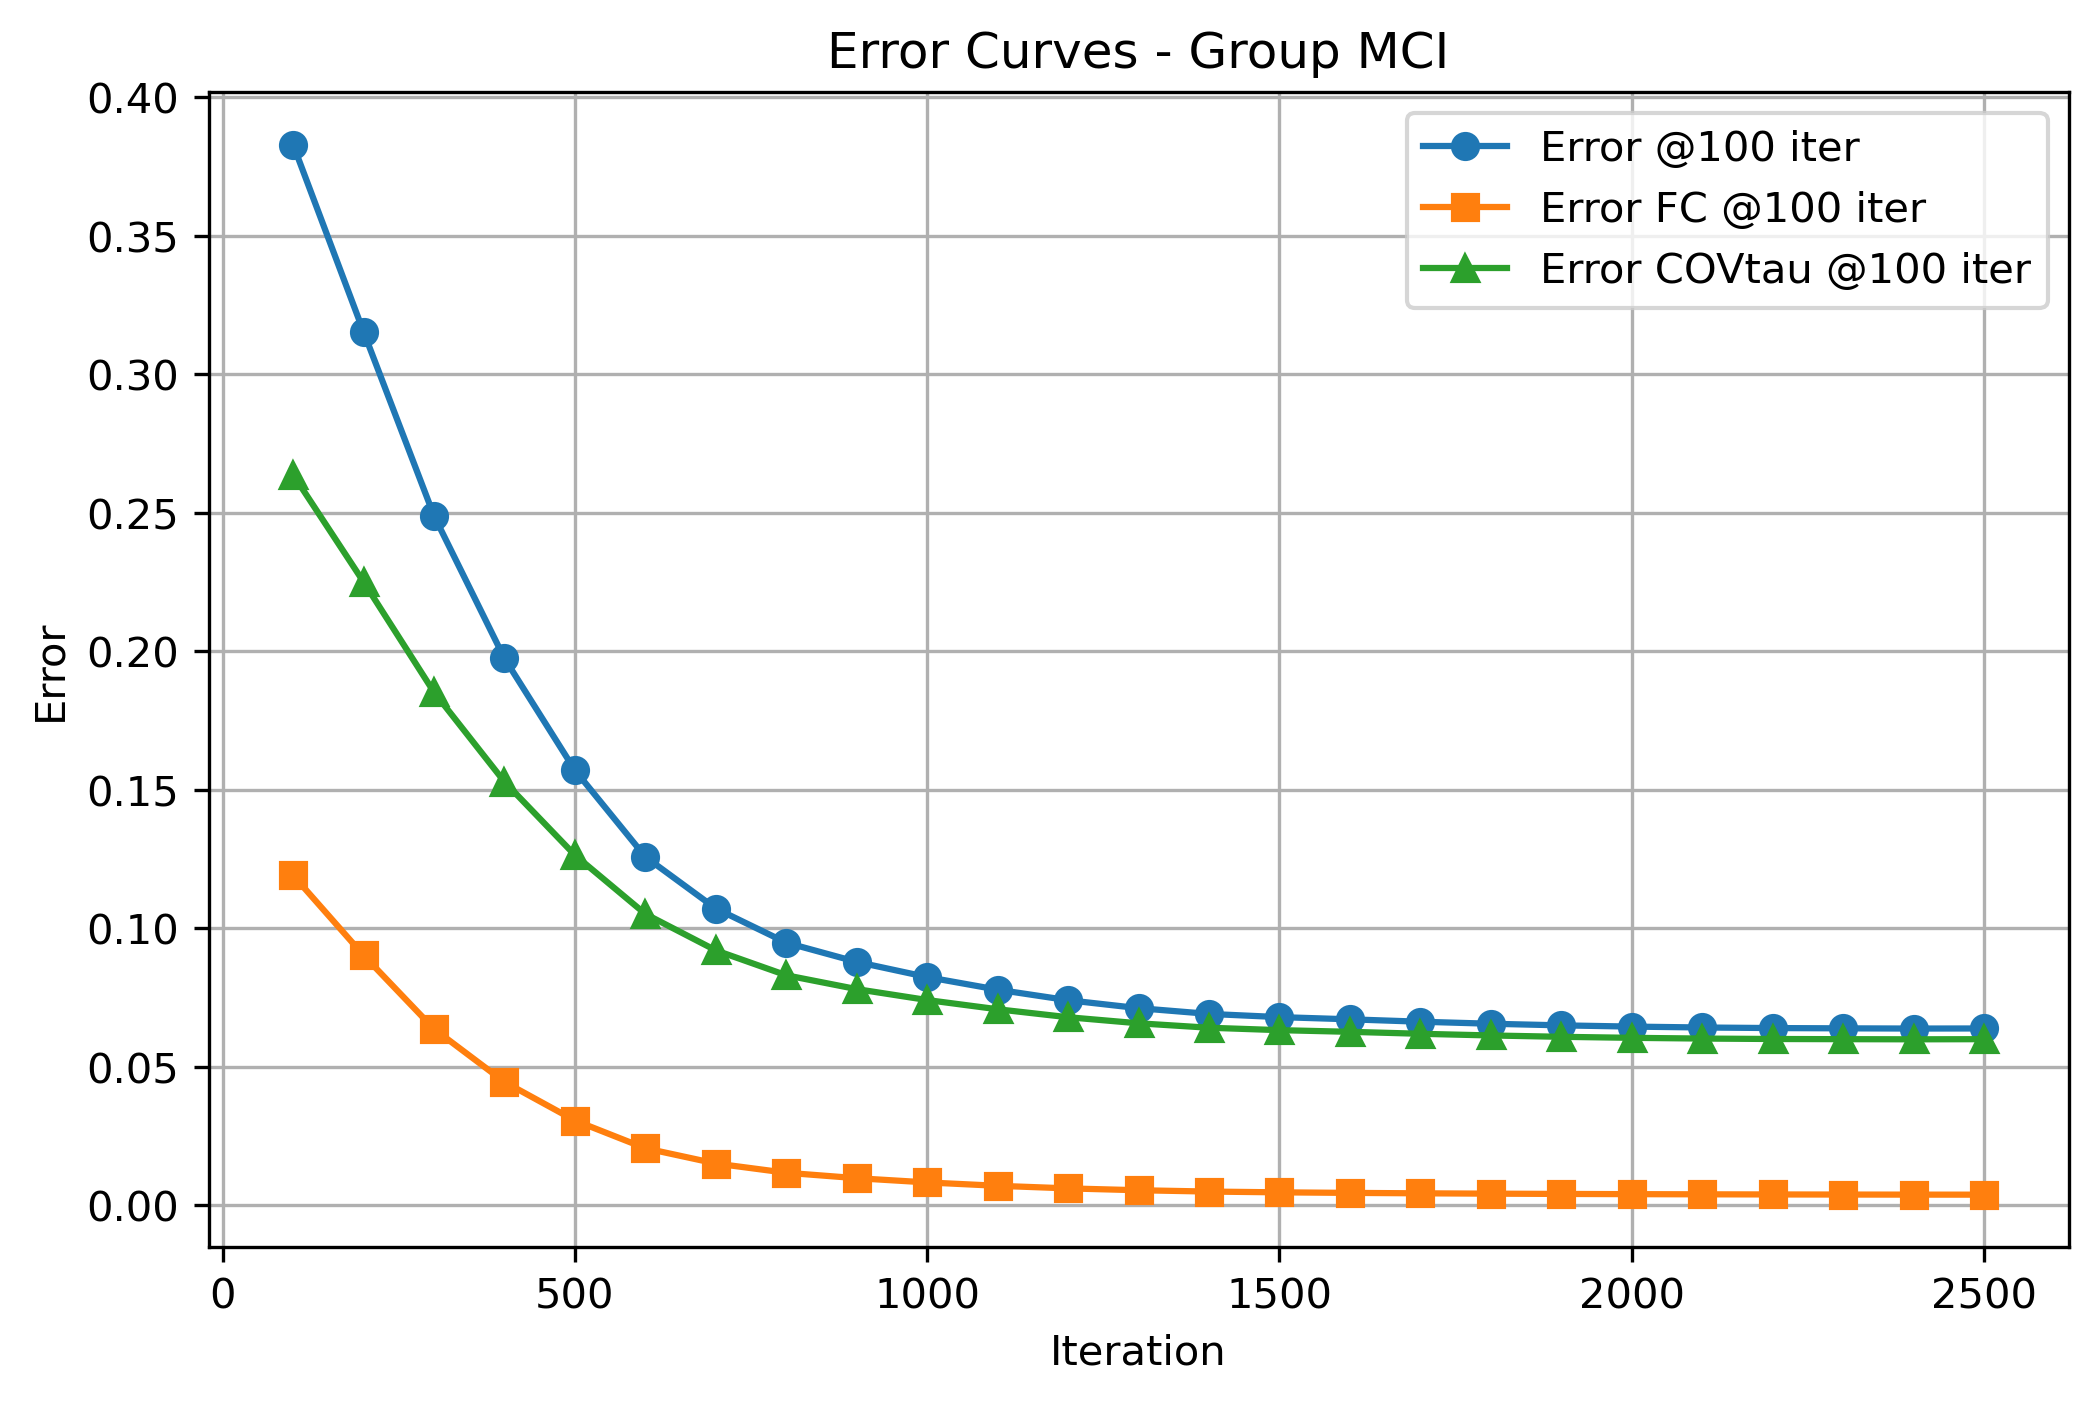 Error Curves - Group MCI
Error @100 iter
Error FC @100 iter
Error COVtau @100 iter
Error
0.40
0.35
0.30
0.25
0.20
0.15
0.10
0.05
0.00
0 500 1000 1500 2000 2500
Iteration